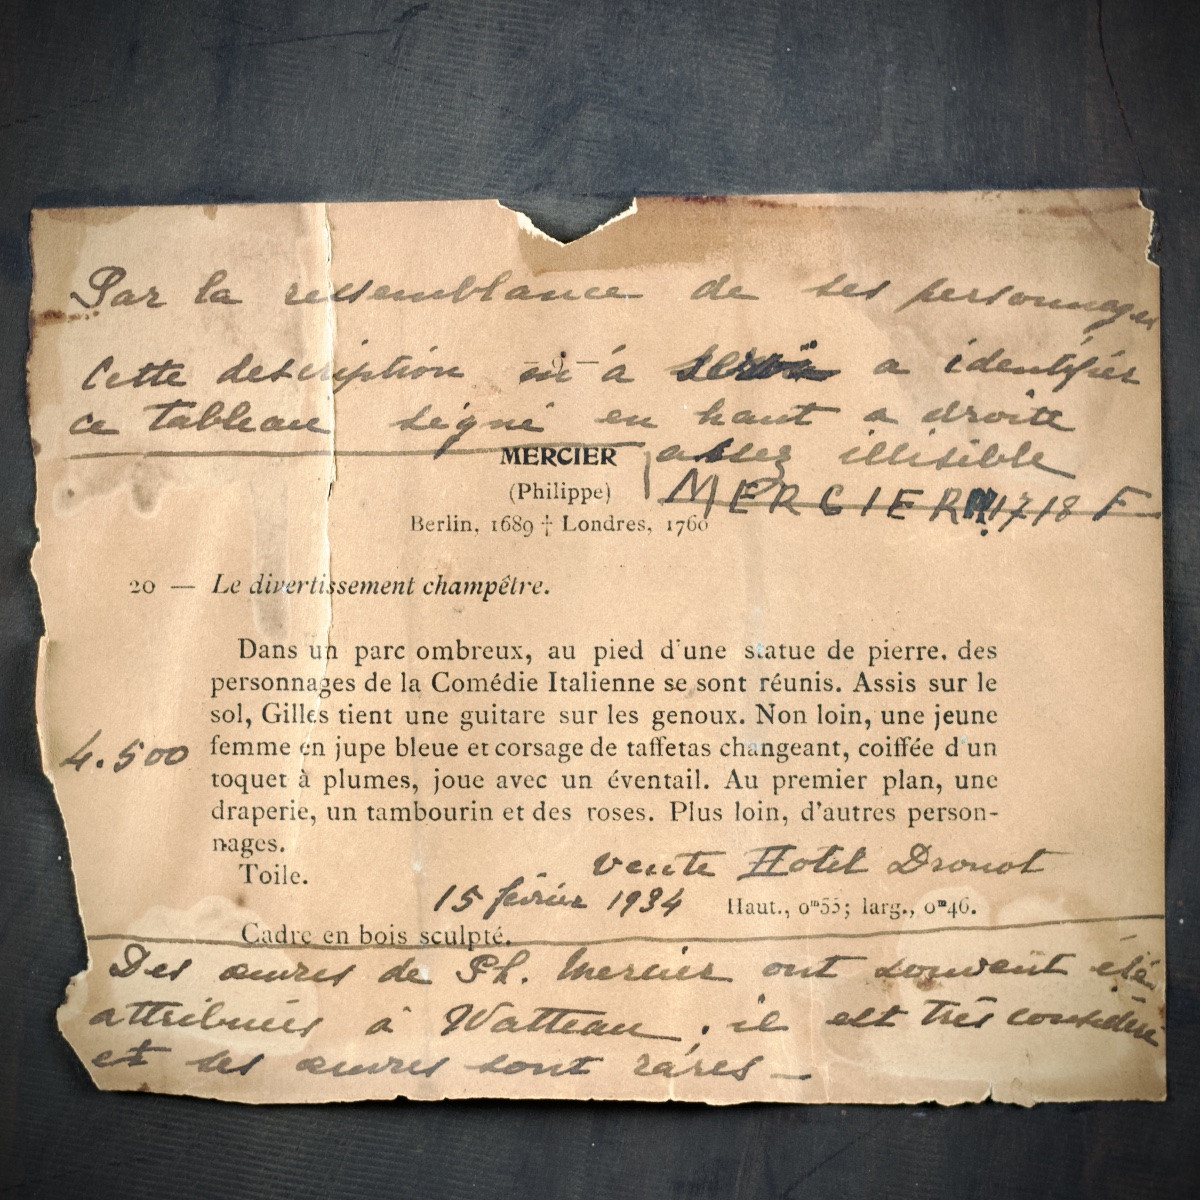 Par la ressemblance de ses personnages
Cette description m'a a identifier
ce tableau signé en haut a droite
assez illisible
MERCIER
MERCIER 1718 F
(Philippe)
Berlin, 1689 † Londres, 1760
20 — Le divertissement champêtre.
Dans un parc ombreux, au pied d'une statue de pierre, des
personnages de la Comédie Italienne se sont réunis. Assis sur le
sol, Gilles tient une guitare sur les genoux. Non loin, une jeune
4.500
femme en jupe bleue et corsage de taffetas changeant, coiffée d'un
toquet à plumes, joue avec un éventail. Au premier plan, une
draperie, un tambourin et des roses. Plus loin, d'autres person-
nages.
vente Hotel Drouot
Toile.
15 février 1934
Haut., 0m55; larg., 0m46.
Cadre en bois sculpté.
Des œuvres de Ph. Mercier ont souvent été
attribuées à Watteau. il est très considéré
et ses œuvres sont rares —